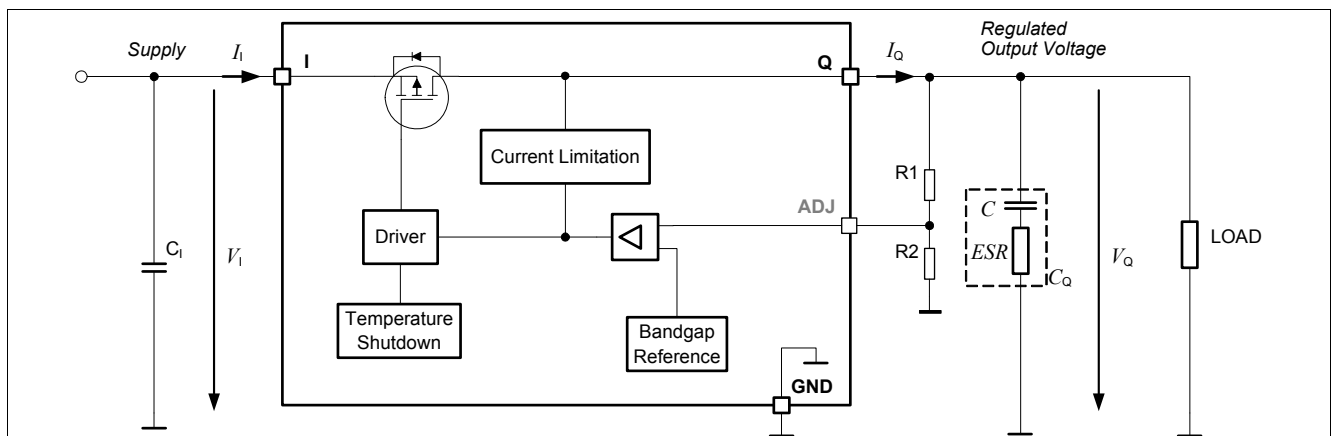 Supply
Regulated
Output Voltage
I_I
I
Q
I_Q
Current Limitation
R1
ADJ
C
Driver
LOAD
C_I
V_I
R2
ESR
V_Q
C_Q
Temperature
Shutdown
Bandgap
Reference
GND